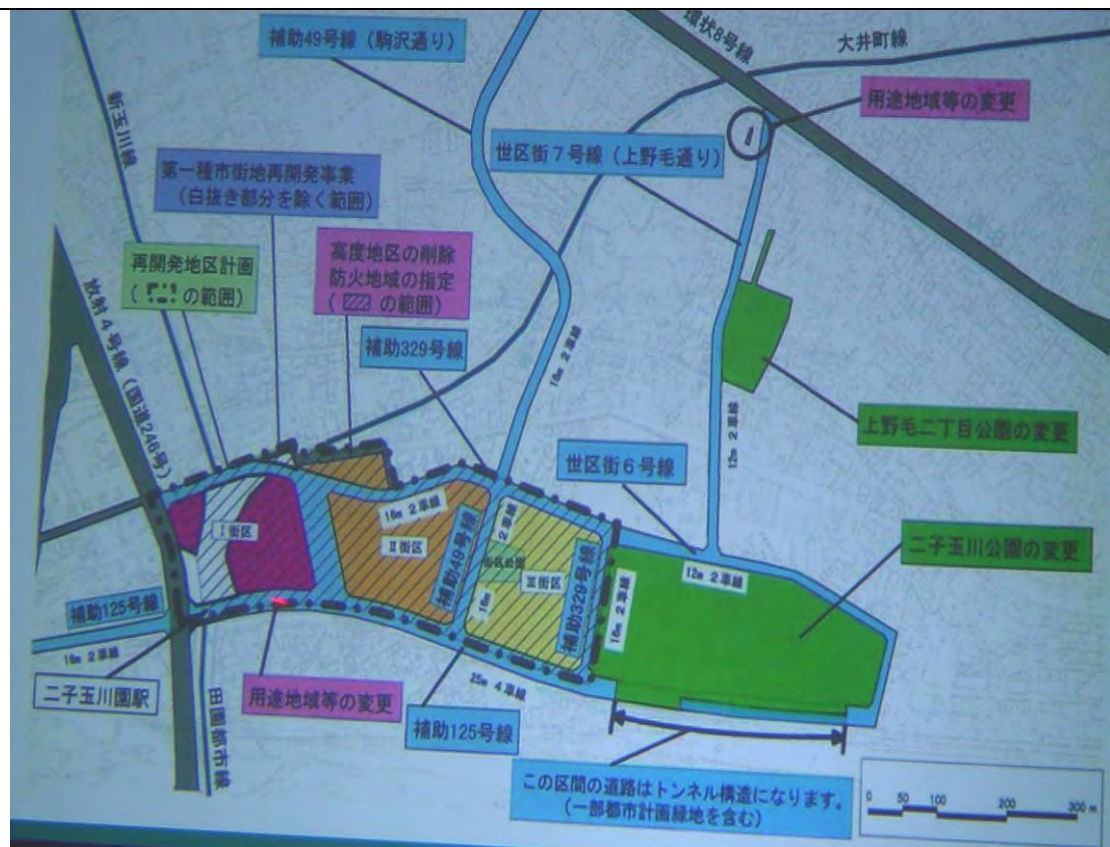 補助49号線（駒沢通り）
環状8号線
大井町線
用途地域等の変更
新玉川線
世区街7号線（上野毛通り）
第一種市街地再開発事業
（白抜き部分を除く範囲）
再開発地区計画
（ の範囲）
高度地区の削除
防火地域の指定
（ の範囲）
放射4号線（国道246号）
補助329号線
16m 2車線
12m 2車線
上野毛二丁目公園の変更
世区街6号線
二子玉川公園の変更
I街区
16m 2車線
II街区
補助49号線
2車線
16m
街区公園
III街区
補助329号線
16m 2車線
12m 2車線
補助125号線
16m 2車線
25m 4車線
二子玉川園駅
田園都市線
用途地域等の変更
補助125号線
この区間の道路はトンネル構造になります。
（一部都市計画緑地を含む）
0 50 100 200 300 m